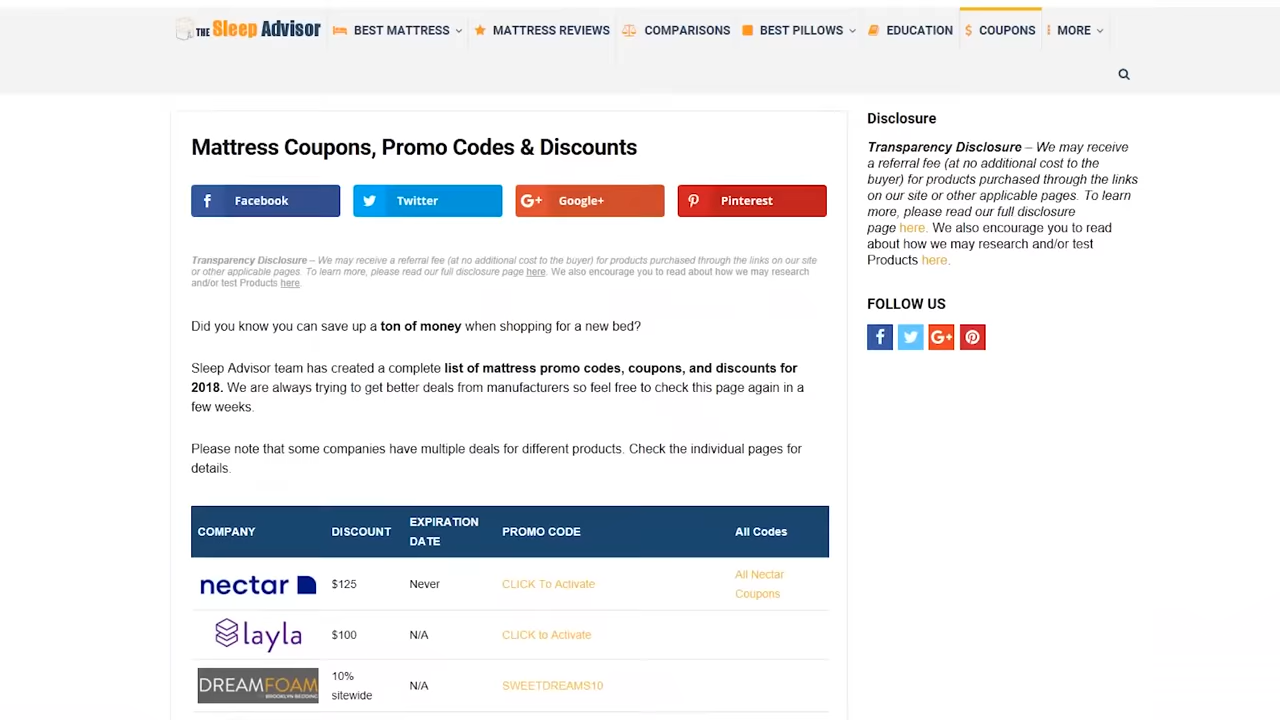 THE Sleep Advisor
BEST MATTRESS
MATTRESS REVIEWS
COMPARISONS
BEST PILLOWS
EDUCATION
$ COUPONS
MORE
Mattress Coupons, Promo Codes & Discounts
Facebook
Twitter
G+ Google+
Pinterest
Transparency Disclosure – We may receive a referral fee (at no additional cost to the buyer) for products purchased through the links on our site
or other applicable pages. To learn more, please read our full disclosure page here. We also encourage you to read about how we may research
and/or test Products here
Did you know you can save up a ton of money when shopping for a new bed?
Sleep Advisor team has created a complete list of mattress promo codes, coupons, and discounts for
2018. We are always trying to get better deals from manufacturers so feel free to check this page again in a
few weeks.
Please note that some companies have multiple deals for different products. Check the individual pages for
details.
COMPANY DISCOUNT EXPIRATION DATE PROMO CODE All Codes
nectar $125 Never CLICK To Activate All Nectar Coupons
layla $100 N/A CLICK to Activate
DREAMFOAM BROOKLYN BEDDING 10% sitewide N/A SWEETDREAMS10
Disclosure
Transparency Disclosure – We may receive
a referral fee (at no additional cost to the
buyer) for products purchased through the links
on our site or other applicable pages. To learn
more, please read our full disclosure
page here. We also encourage you to read
about how we may research and/or test
Products here.
FOLLOW US
G+